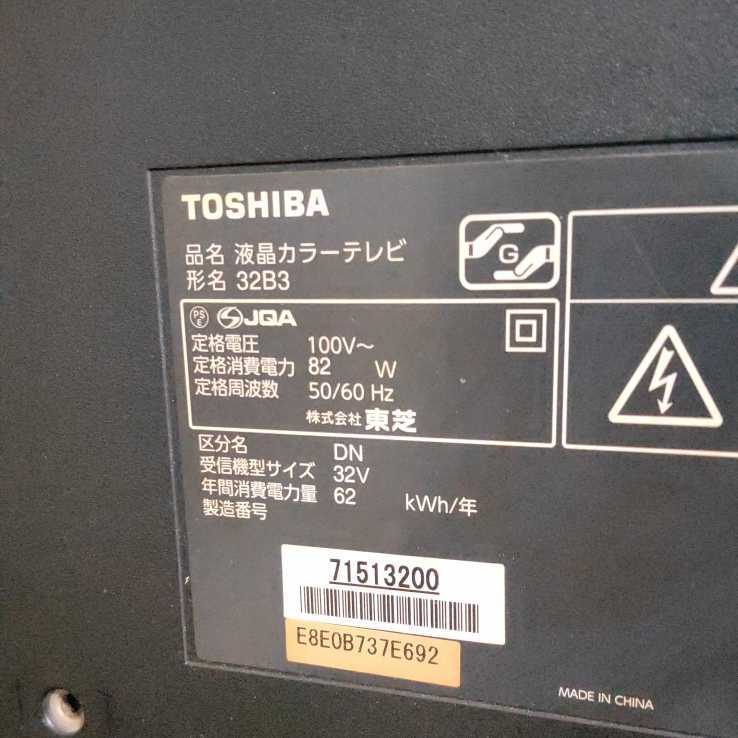 TOSHIBA
品名 液晶カラーテレビ
形名 32B3
G
PS
E
JQA
定格電圧 100V～
定格消費電力 82 W
定格周波数 50/60 Hz
株式会社 東芝
区分名 DN
受信機型サイズ 32V
年間消費電力量 62 kWh/年
製造番号
71513200
E8E0B737E692
MADE IN CHINA